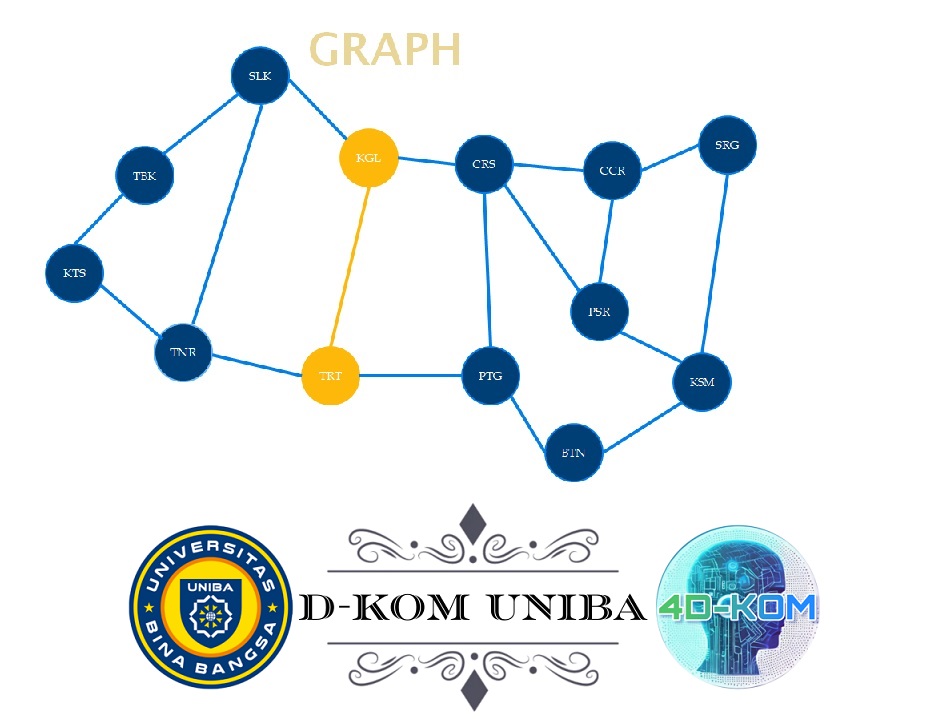 GRAPH
SLK
KGL
CRS
CCR
SRG
TBK
KTS
PSR
TNR
TRT
PTG
KSM
BTN
UNIVERSITAS
UNIBA
BINA BANGSA
D-KOM UNIBA
4D-KOM